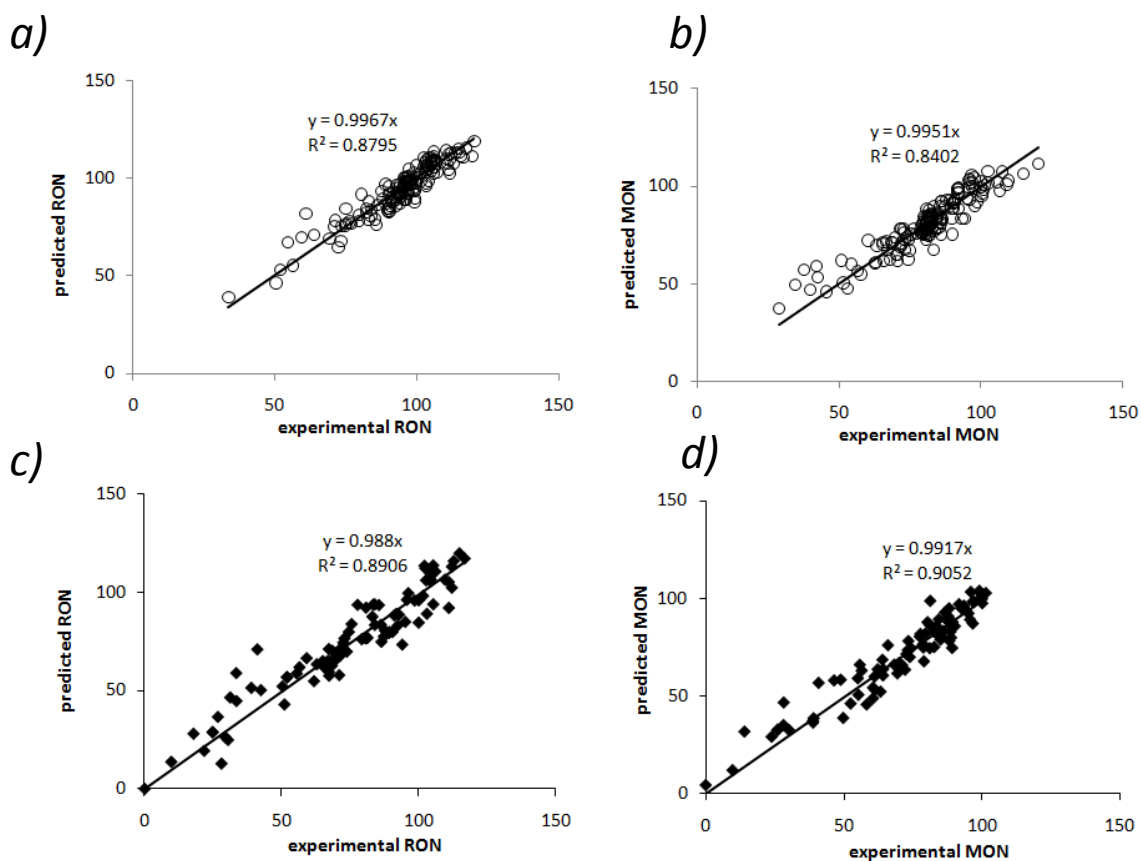 a)
150
100
50
0
predicted RON
y = 0.9967x
R² = 0.8795
0 50 100 150
experimental RON
b)
150
100
50
0
predicted MON
y = 0.9951x
R² = 0.8402
0 50 100 150
experimental MON
c)
150
100
50
0
predicted RON
y = 0.988x
R² = 0.8906
0 50 100 150
experimental RON
d)
150
100
50
0
predicted MON
y = 0.9917x
R² = 0.9052
0 50 100 150
experimental MON